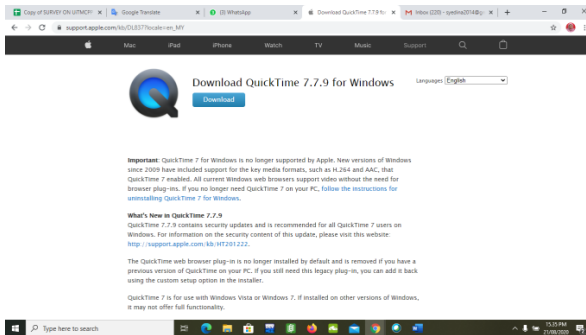 Copy of SURVEY ON UiTMCF
Google Translate
(3) WhatsApp
Download QuickTime 7.7.9 for
Inbox (220) - syedina2014@g
support.apple.com/kb/DL837?locale=en_MY
Mac iPad iPhone Watch TV Music Support
Download QuickTime 7.7.9 for Windows
Languages English
Download
Important: QuickTime 7 for Windows is no longer supported by Apple. New versions of Windows
since 2009 have included support for the key media formats, such as H.264 and AAC, that
QuickTime 7 enabled. All current Windows web browsers support video without the need for
browser plug-ins. If you no longer need QuickTime 7 on your PC, follow the instructions for
uninstalling QuickTime 7 for Windows.
What's New in QuickTime 7.7.9
QuickTime 7.7.9 contains security updates and is recommended for all QuickTime 7 users on
Windows. For information on the security content of this update, please visit this website:
http://support.apple.com/kb/HT201222.
The QuickTime web browser plug-in is no longer installed by default and is removed if you have a
previous version of QuickTime on your PC. If you still need this legacy plug-in, you can add it back
using the custom setup option in the installer.
QuickTime 7 is for use with Windows Vista or Windows 7. If installed on other versions of Windows,
it may not offer full functionality.
Type here to search
15:35 PM
21/08/2020